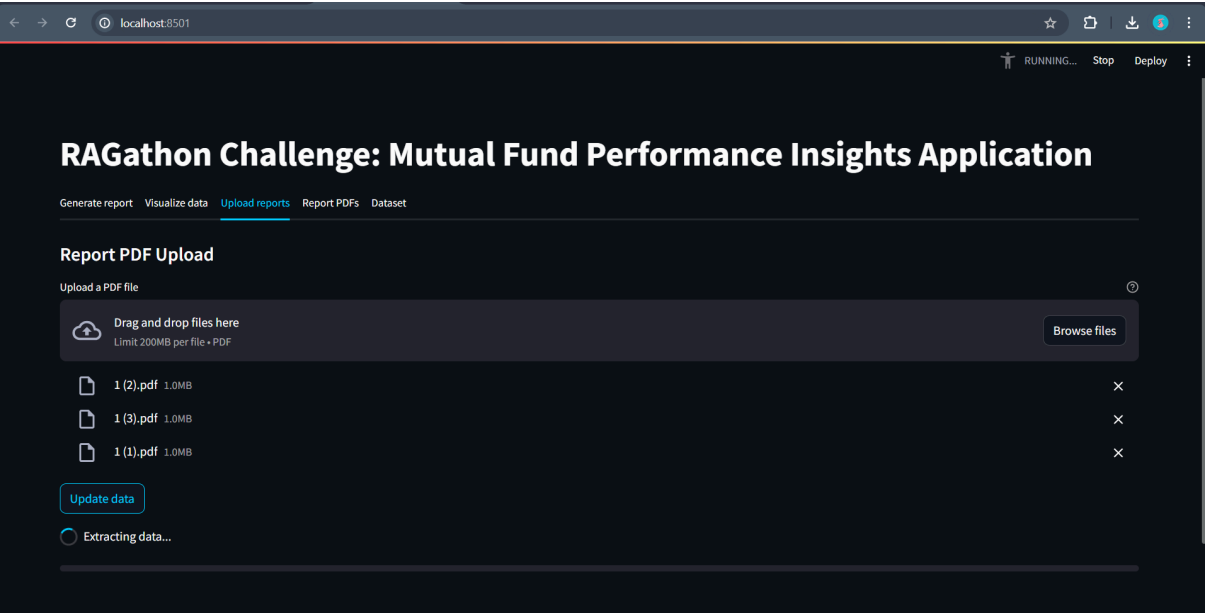 localhost:8501
RUNNING... Stop Deploy
RAGathon Challenge: Mutual Fund Performance Insights Application
Generate report Visualize data Upload reports Report PDFs Dataset
Report PDF Upload
Upload a PDF file
Drag and drop files here
Limit 200MB per file • PDF
Browse files
1 (2).pdf 1.0MB
1 (3).pdf 1.0MB
1 (1).pdf 1.0MB
Update data
Extracting data...